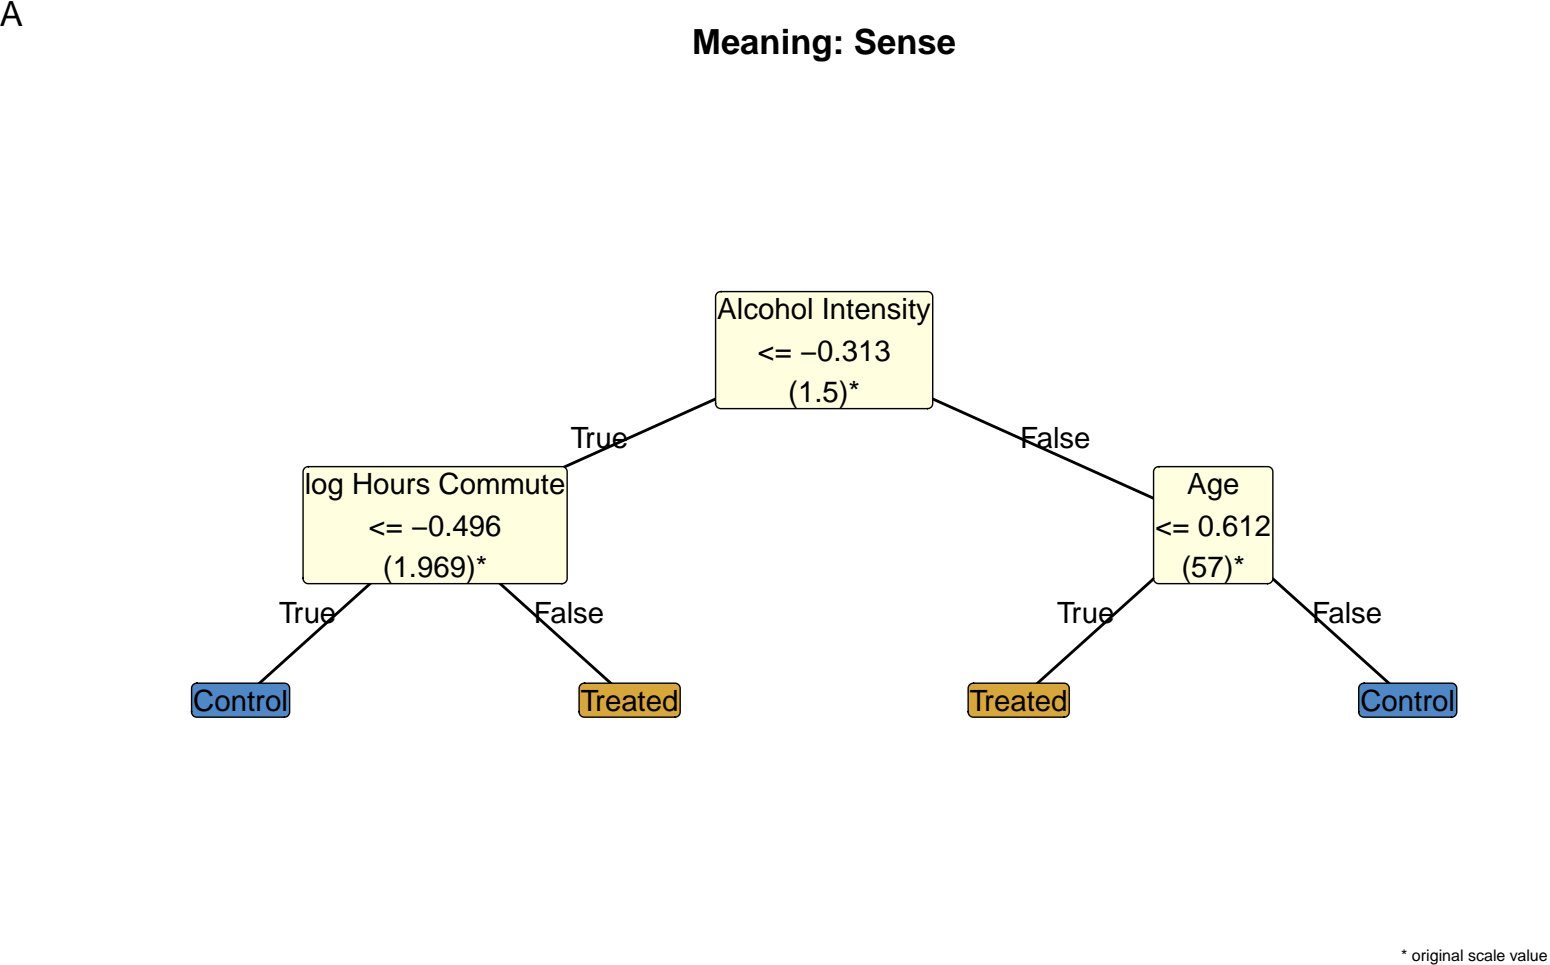 A
Meaning: Sense
Alcohol Intensity
<= −0.313
(1.5)*
True
False
log Hours Commute
<= −0.496
(1.969)*
Age
<= 0.612
(57)*
True
False
True
False
Control
Treated
Treated
Control
* original scale value